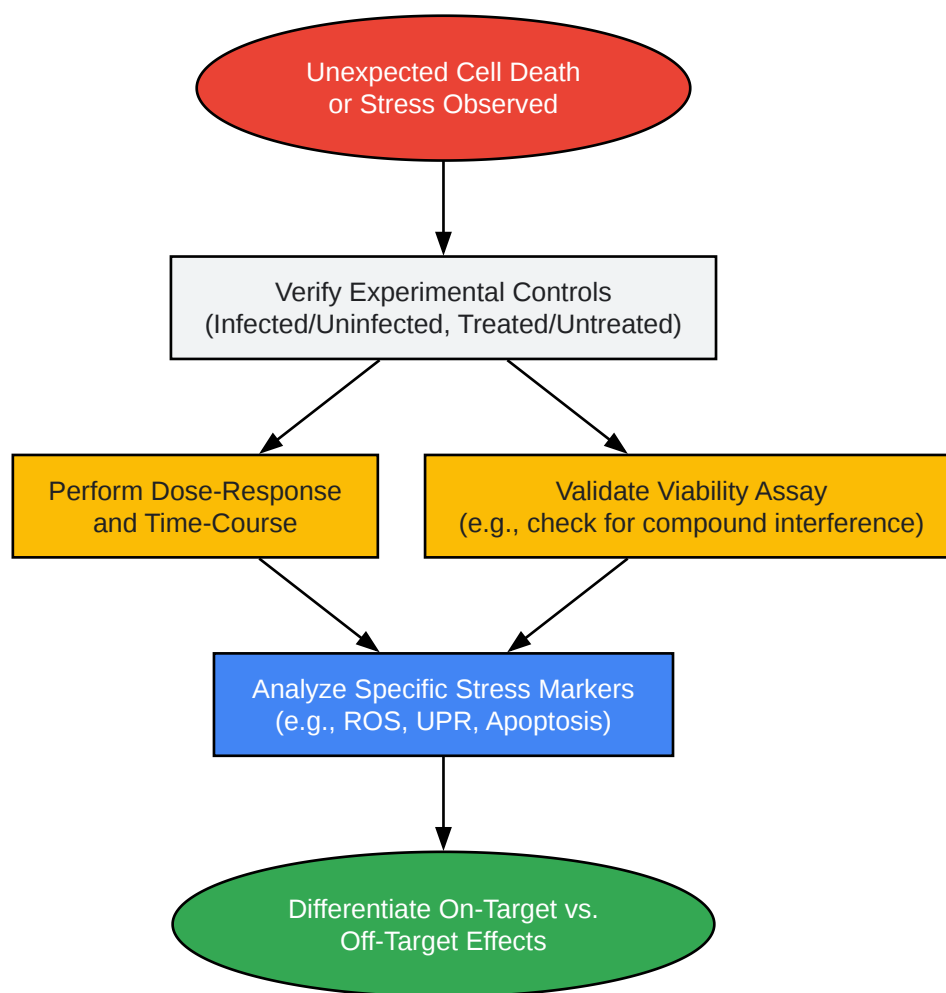 Unexpected Cell Death
or Stress Observed
Verify Experimental Controls
(Infected/Uninfected, Treated/Untreated)
Perform Dose-Response
and Time-Course
Validate Viability Assay
(e.g., check for compound interference)
Analyze Specific Stress Markers
(e.g., ROS, UPR, Apoptosis)
Differentiate On-Target vs.
Off-Target Effects